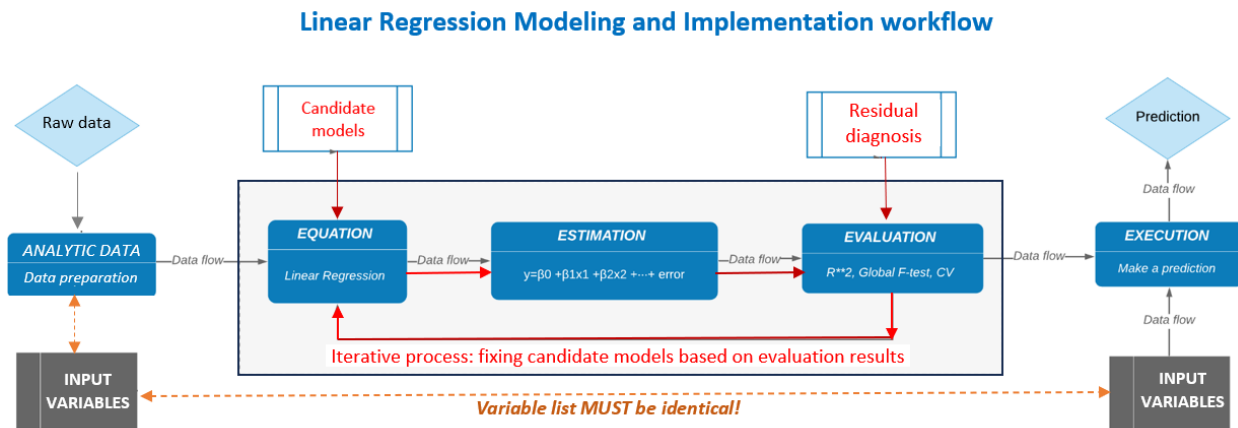 Linear Regression Modeling and Implementation workflow
Raw data
Candidate
models
Residual
diagnosis
Prediction
Data flow
ANALYTIC DATA
Data preparation
Data flow
EQUATION
Linear Regression
Data flow
ESTIMATION
y=β0 +β1x1 +β2x2 +···+ error
Data flow
EVALUATION
R**2, Global F-test, CV
Data flow
EXECUTION
Make a prediction
Data flow
Iterative process: fixing candidate models based on evaluation results
INPUT
VARIABLES
INPUT
VARIABLES
Variable list MUST be identical!